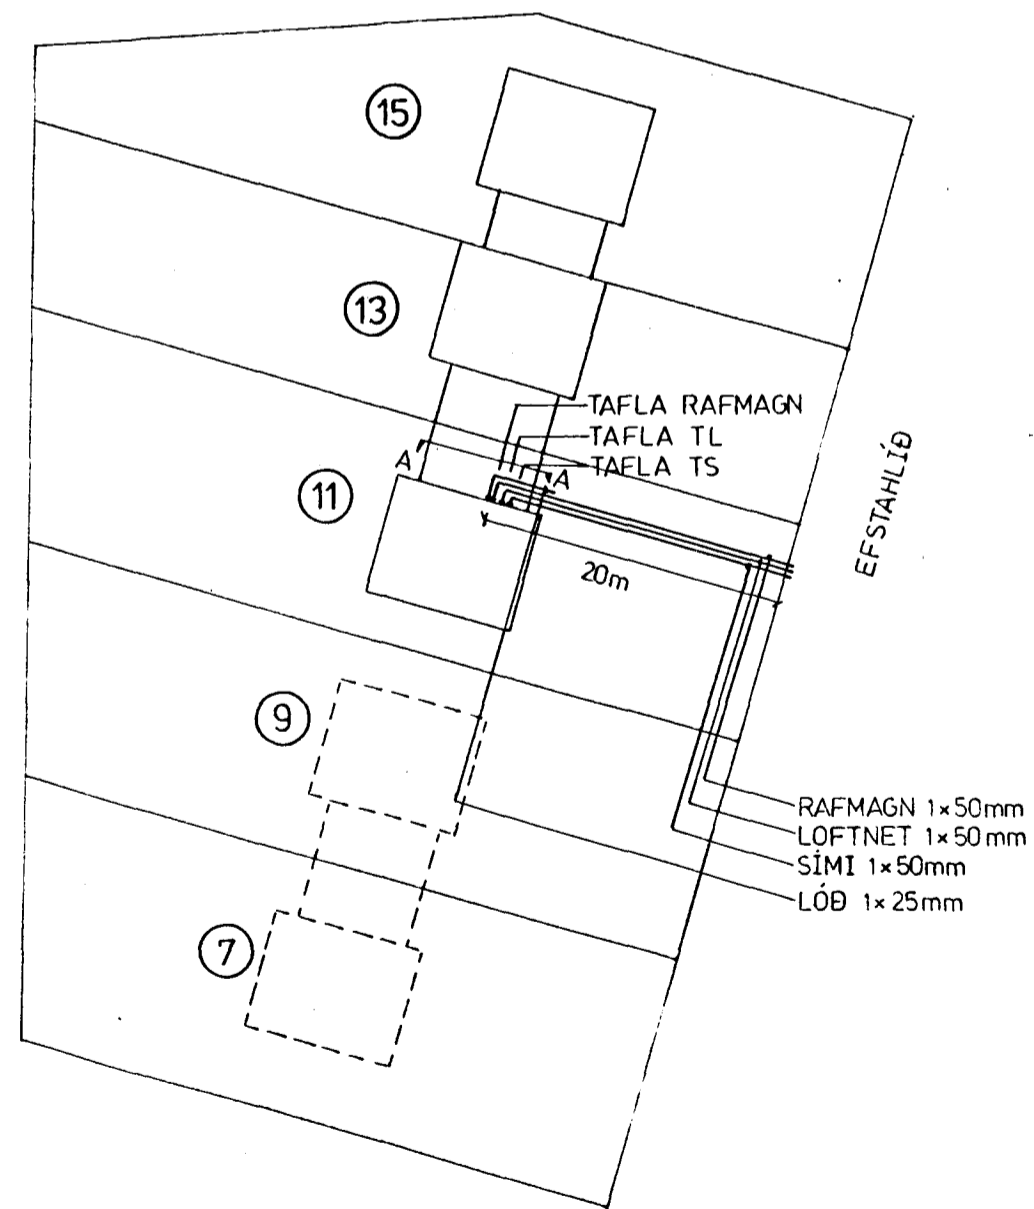 15
13
TAFLA RAFMAGN
TAFLA TL
TAFLA TS
A
A
11
EFSTAHLÍÐ
20m
9
RAFMAGN 1×50mm
LOFTNET 1×50mm
SÍMI 1×50mm
LÓÐ 1×25mm
7